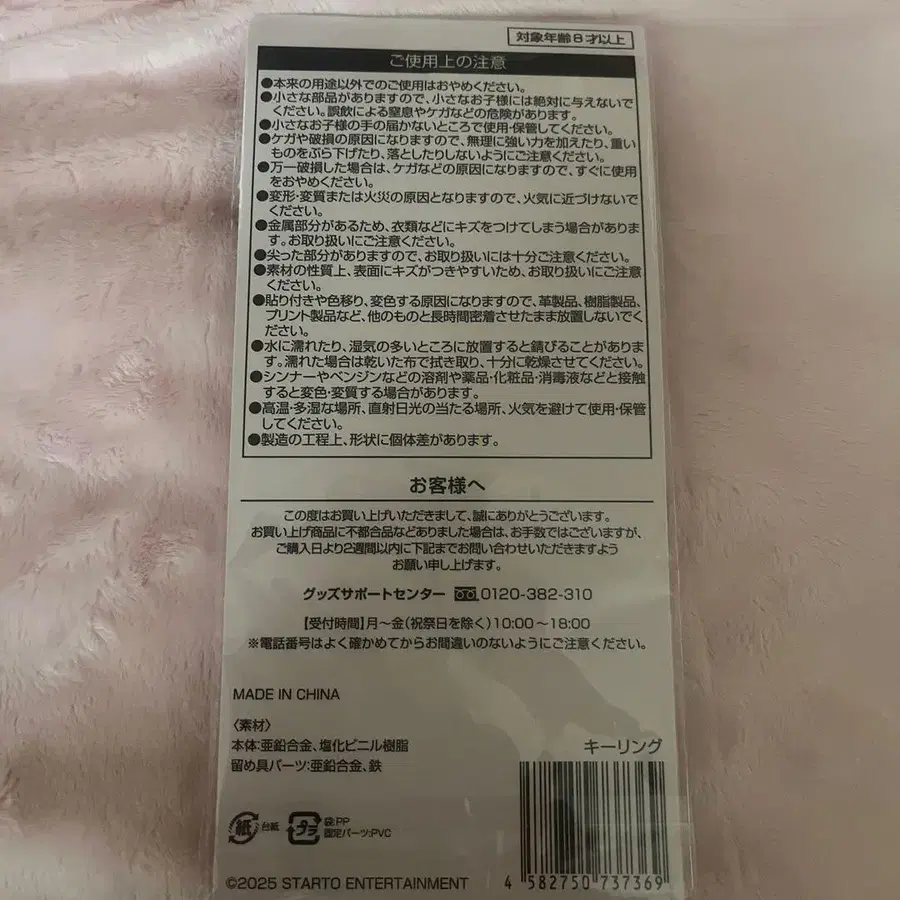 対象年齢8才以上
ご使用上の注意
●本来の用途以外でのご使用はおやめください。
●小さな部品がありますので、小さなお子様には絶対に与えないで
ください。誤飲による窒息やケガなどの危険があります。
●小さなお子様の手の届かないところで使用・保管してください。
●ケガや破損の原因になりますので、無理に強い力を加えたり、重い
ものをぶら下げたり、落としたりしないようにご注意ください。
●万一破損した場合は、ケガなどの原因になりますので、すぐに使用
をおやめください。
●変形・変質または火災の原因となりますので、火気に近づけないで
ください。
●金属部分があるため、衣類などにキズをつけてしまう場合がありま
す。お取り扱いにご注意ください。
●尖った部分がありますので、お取り扱いには十分ご注意ください。
●素材の性質上、表面にキズがつきやすいため、お取り扱いにご注意
ください。
●貼り付きや色移り、変色する原因になりますので、革製品、樹脂製品、
プリント製品など、他のものと長時間密着させたまま放置しないでく
ださい。
●水に濡れたり、湿気の多いところに放置すると錆びることがありま
す。濡れた場合は乾いた布で拭き取り、十分に乾燥させてください。
●シンナーやベンジンなどの溶剤や薬品・化粧品・消毒液などと接触
すると変色・変質する場合があります。
●高温・多湿な場所、直射日光の当たる場所、火気を避けて使用・保管
してください。
●製造の工程上、形状に個体差があります。
お客様へ
この度はお買い上げいただきまして、誠にありがとうございます。
お買い上げ商品に不都合品などありました場合は、お手数ではございますが、
ご購入日より2週間以内に下記までお問い合わせいただきますよう
お願い申し上げます。
グッズサポートセンター 0120-382-310
【受付時間】月～金(祝祭日を除く)10:00～18:00
※電話番号はよく確かめてからお間違いのないようにご注意ください。
MADE IN CHINA
〈素材〉
本体:亜鉛合金、塩化ビニル樹脂
留め具パーツ:亜鉛合金、鉄
キーリング
紙 台紙 プラ 袋:PP
固定パーツ:PVC
©2025 STARTO ENTERTAINMENT
4 582750 737369